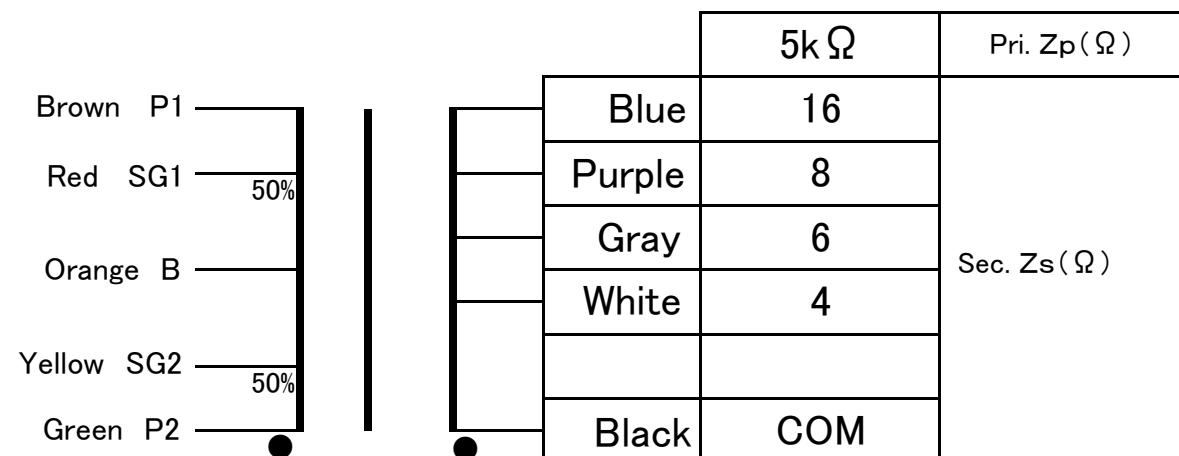 5kΩ Pri. Zp(Ω)
Brown P1 Blue 16
Red SG1 50% Purple 8
Gray 6
Orange B Sec. Zs(Ω)
White 4
Yellow SG2 50%
Green P2 Black COM